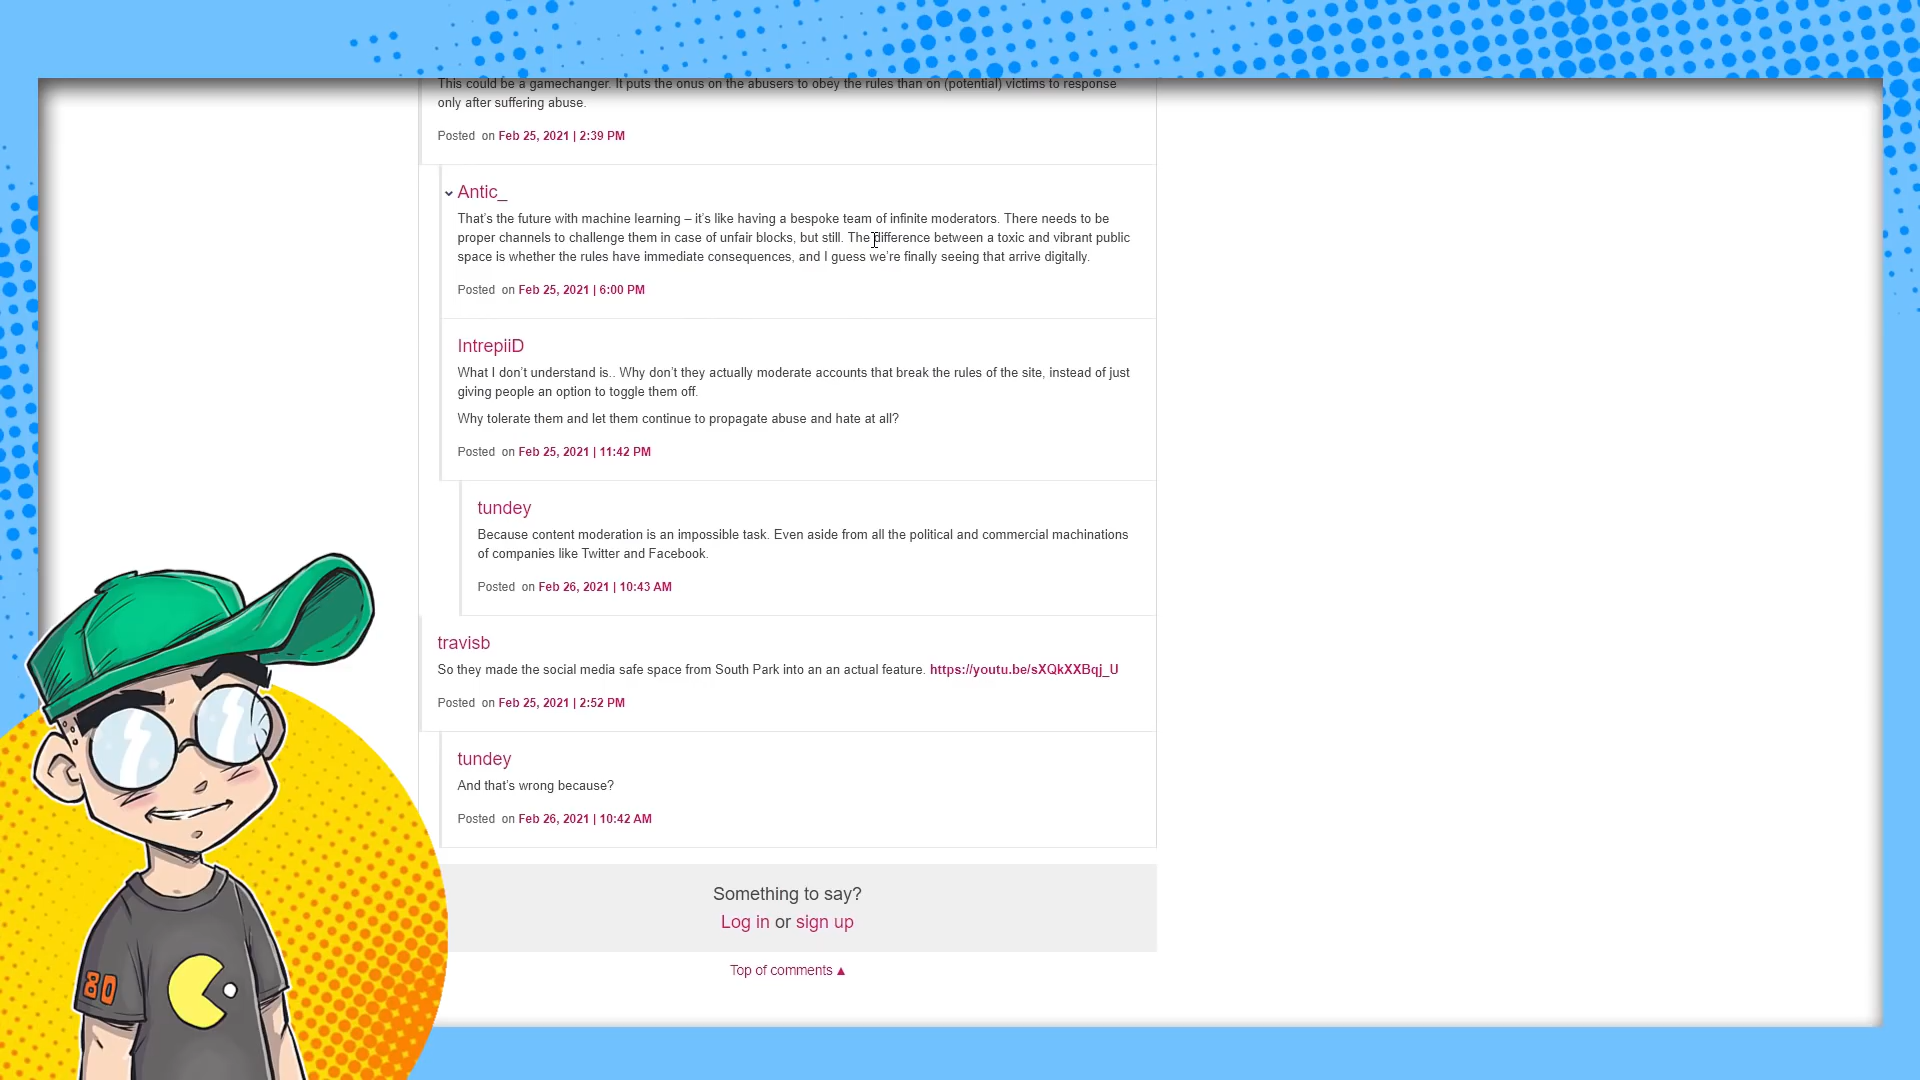 This could be a gamechanger. It puts the onus on the abusers to obey the rules than on (potential) victims to response
only after suffering abuse.
Posted on Feb 25, 2021 | 2:39 PM
Antic_
That's the future with machine learning – it's like having a bespoke team of infinite moderators. There needs to be
proper channels to challenge them in case of unfair blocks, but still. The difference between a toxic and vibrant public
space is whether the rules have immediate consequences, and I guess we're finally seeing that arrive digitally.
Posted on Feb 25, 2021 | 6:00 PM
IntrepiiD
What I don't understand is.. Why don't they actually moderate accounts that break the rules of the site, instead of just
giving people an option to toggle them off.
Why tolerate them and let them continue to propagate abuse and hate at all?
Posted on Feb 25, 2021 | 11:42 PM
tundey
Because content moderation is an impossible task. Even aside from all the political and commercial machinations
of companies like Twitter and Facebook.
Posted on Feb 26, 2021 | 10:43 AM
travisb
So they made the social media safe space from South Park into an an actual feature. https://youtu.be/sXQkXXBqj_U
Posted on Feb 25, 2021 | 2:52 PM
tundey
And that's wrong because?
Posted on Feb 26, 2021 | 10:42 AM
Something to say?
Log in or sign up
Top of comments ▲
80